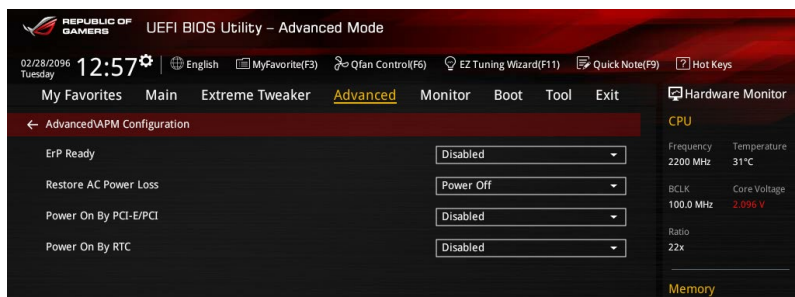 REPUBLIC OF
GAMERS
UEFI BIOS Utility – Advanced Mode
02/28/2096
Tuesday
12:57
English
MyFavorite(F3)
Qfan Control(F6)
EZ Tuning Wizard(F11)
Quick Note(F9)
? Hot Keys
My Favorites
Main
Extreme Tweaker
Advanced
Monitor
Boot
Tool
Exit
Hardware Monitor
← Advanced\APM Configuration
ErP Ready
Disabled
Restore AC Power Loss
Power Off
Power On By PCI-E/PCI
Disabled
Power On By RTC
Disabled
CPU
Frequency Temperature
2200 MHz 31°C
BCLK Core Voltage
100.0 MHz 2.096 V
Ratio
22x
Memory